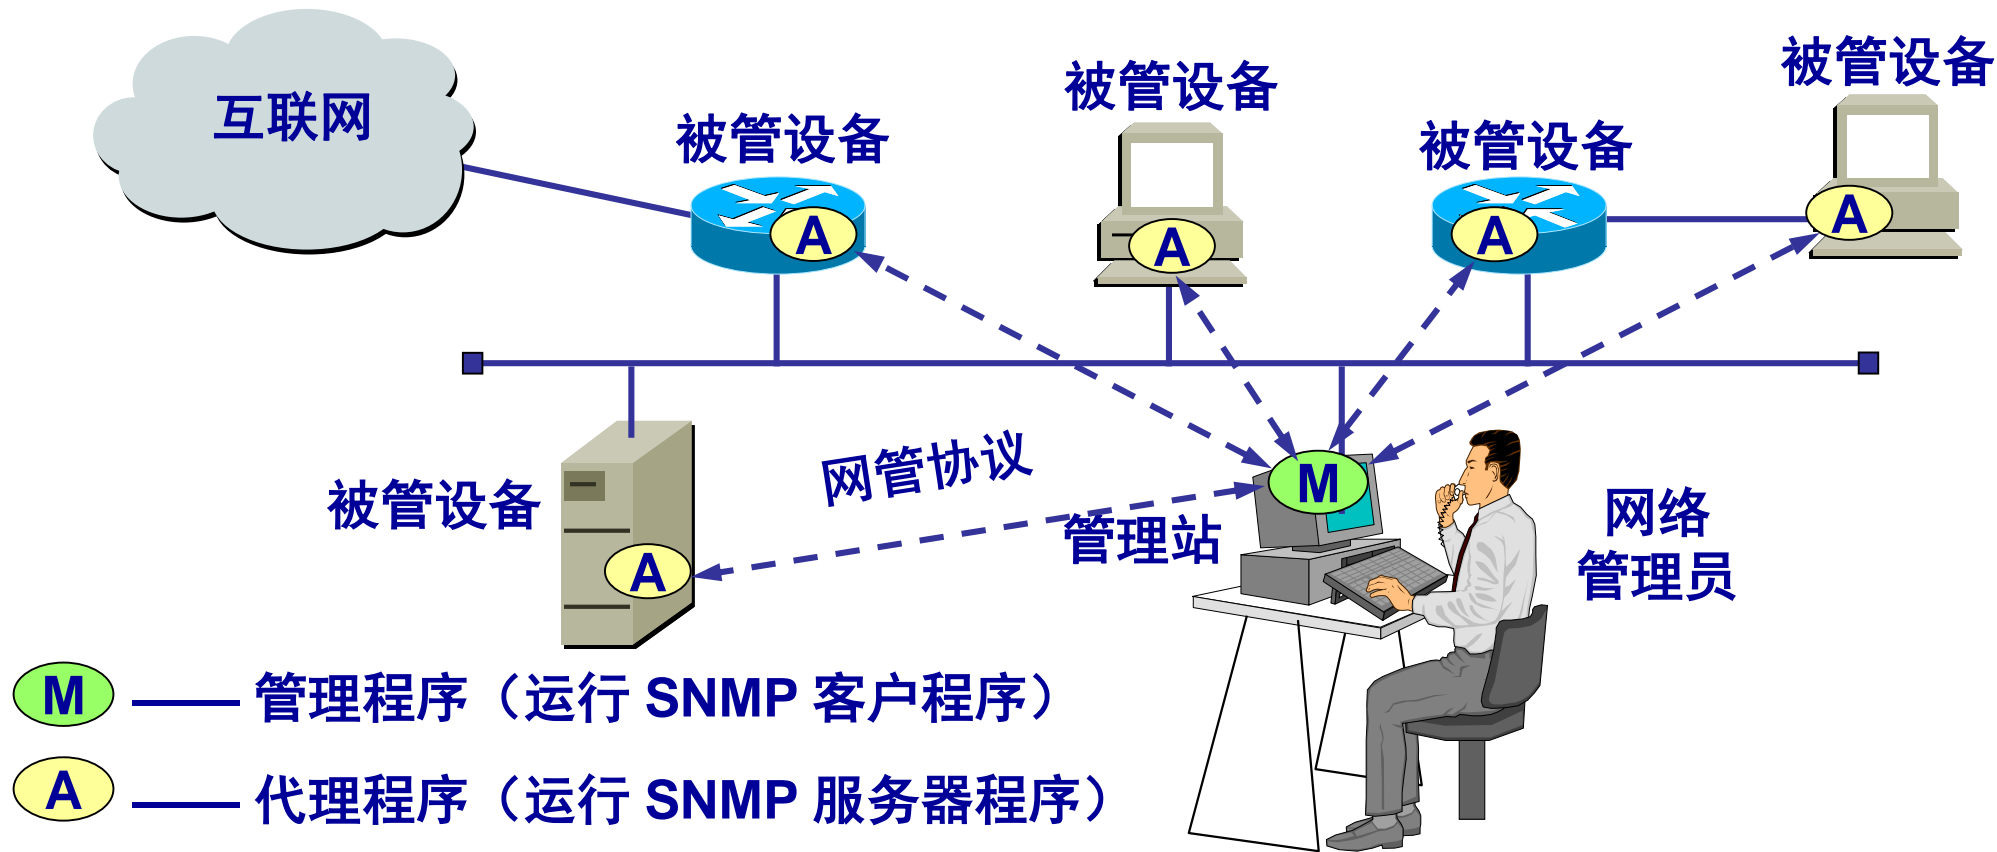 互联网
被管设备
被管设备
被管设备
被管设备
A
A
A
A
被管设备
网管协议
M
管理站
网络
管理员
A
M 管理程序（运行 SNMP 客户程序）
A 代理程序（运行 SNMP 服务器程序）